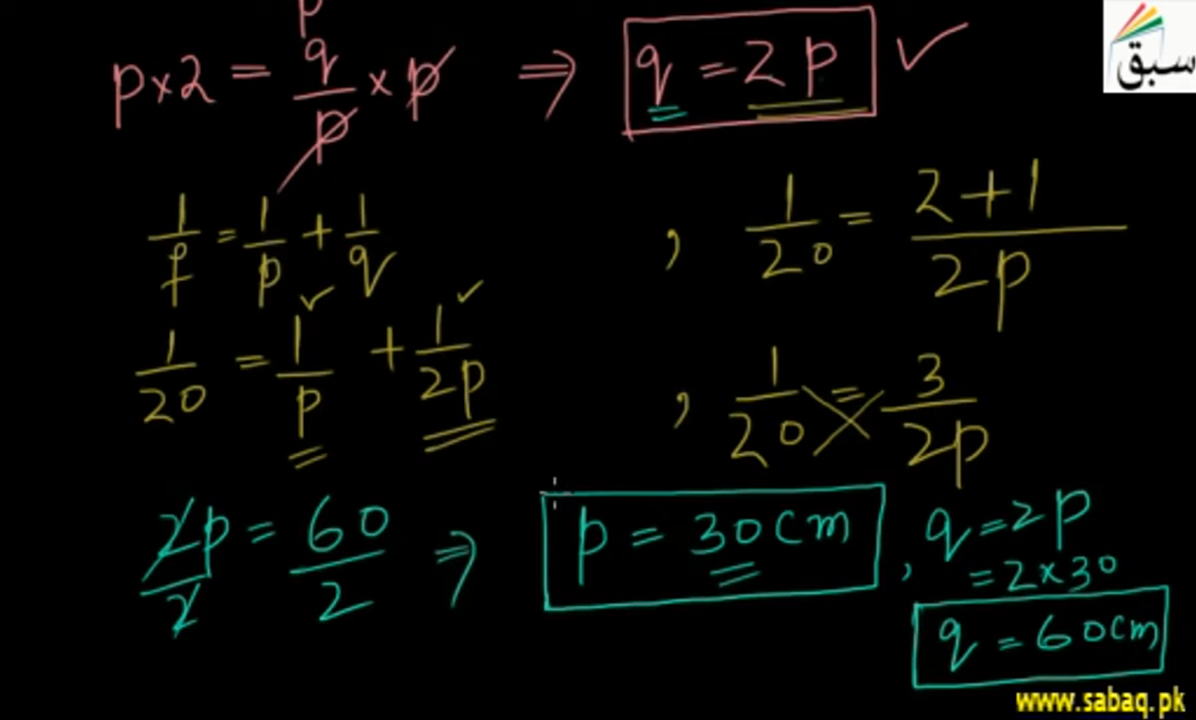 سبق
p
p×2 = q/p × p ⇒ q = 2p ✓
1/f = 1/p + 1/q , 1/20 = 2+1/2p
1/20 = 1/p ✓ + 1/2p ✓ , 1/20 = 3/2p
2p/2 = 60/2 ⇒ p = 30cm , q = 2p
= 2×30
q = 60cm
www.sabaq.pk